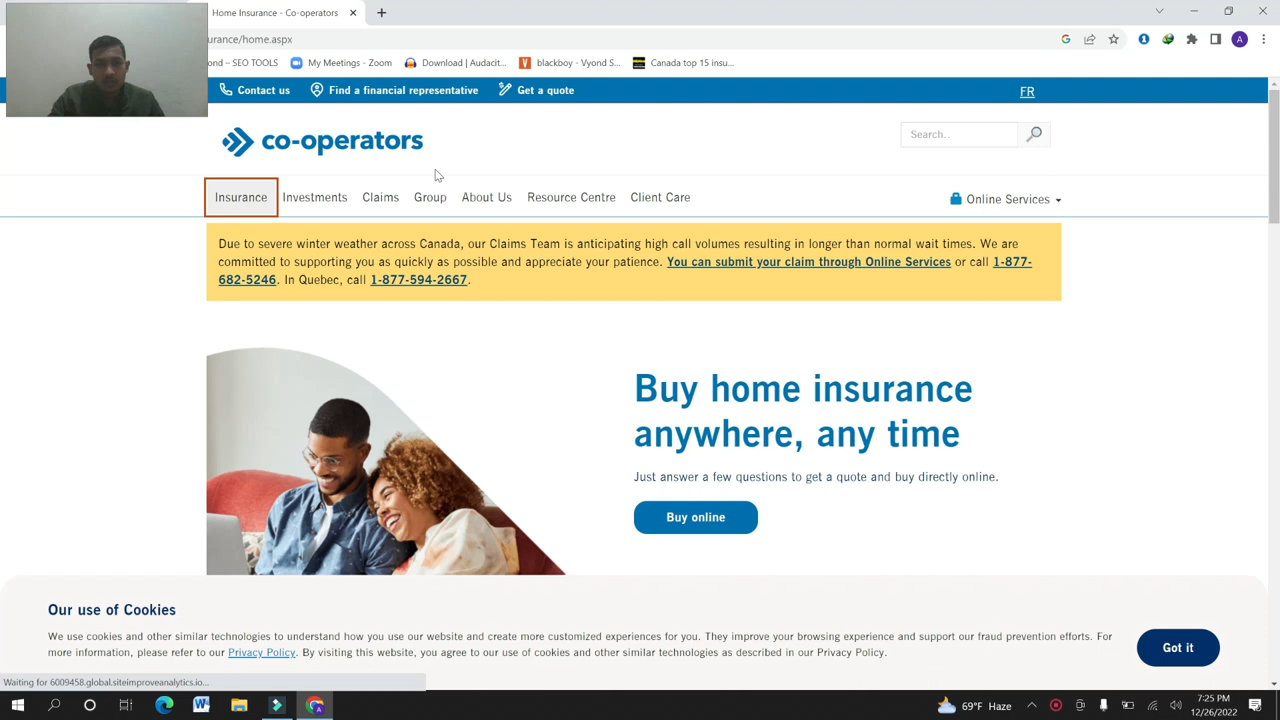 Home Insurance - Co-operators
urance/home.aspx
A
ond – SEO TOOLS
My Meetings - Zoom
Download | Audacit...
blackboy - Vyond S...
Canada top 15 insu...
Contact us
Find a financial representative
Get a quote
FR
co-operators
Search..
Insurance
Investments
Claims
Group
About Us
Resource Centre
Client Care
Online Services
Due to severe winter weather across Canada, our Claims Team is anticipating high call volumes resulting in longer than normal wait times. We are
committed to supporting you as quickly as possible and appreciate your patience. You can submit your claim through Online Services or call 1-877-
682-5246. In Quebec, call 1-877-594-2667.
Buy home insurance
anywhere, any time
Just answer a few questions to get a quote and buy directly online.
Buy online
Our use of Cookies
We use cookies and other similar technologies to understand how you use our website and create more customized experiences for you. They improve your browsing experience and support our fraud prevention efforts. For
more information, please refer to our Privacy Policy. By visiting this website, you agree to our use of cookies and other similar technologies as described in our Privacy Policy.
Got it
Waiting for 6009458.global.siteimproveanalytics.io...
69°F Haze
7:25 PM
12/26/2022